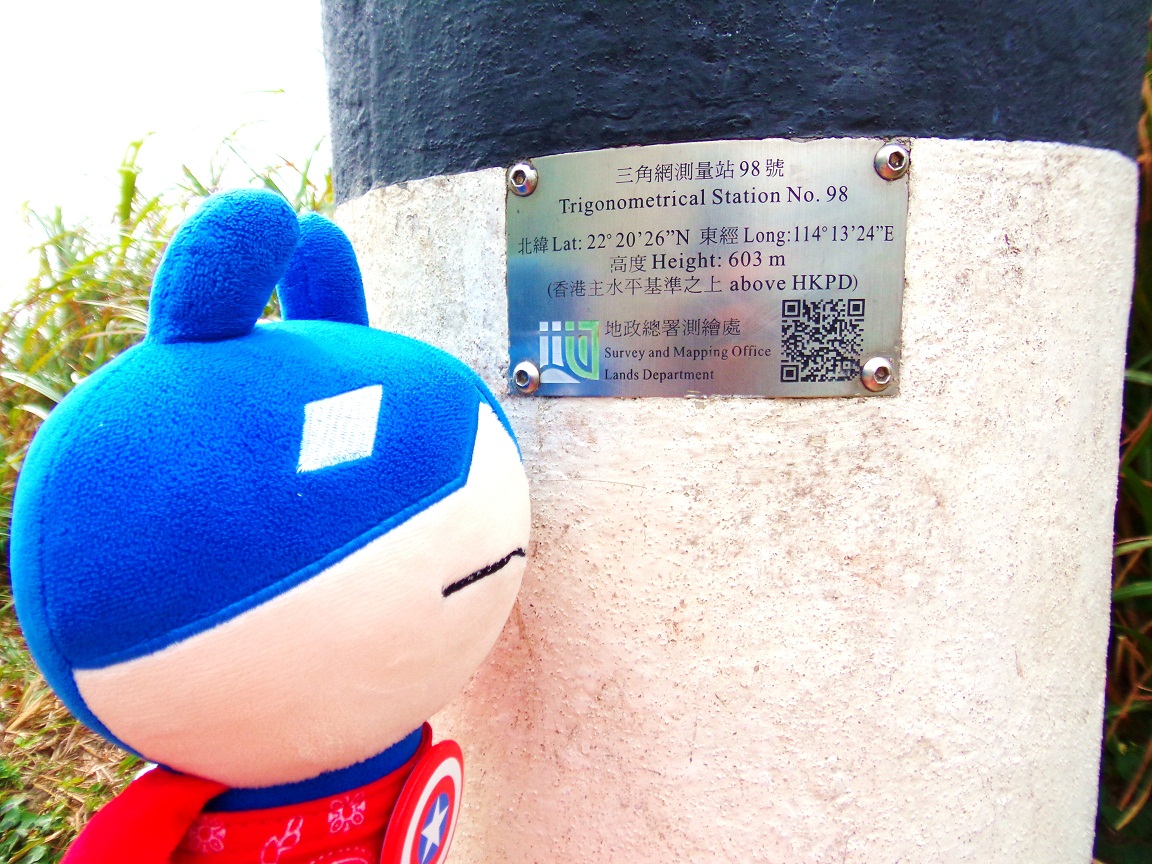 三角網測量站 98 號
Trigonometrical Station No. 98
北緯 Lat: 22° 20’26”N 東經 Long:114° 13’24”E
高度 Height: 603 m
(香港主水平基準之上 above HKPD)
地政總署測繪處
Survey and Mapping Office
Lands Department